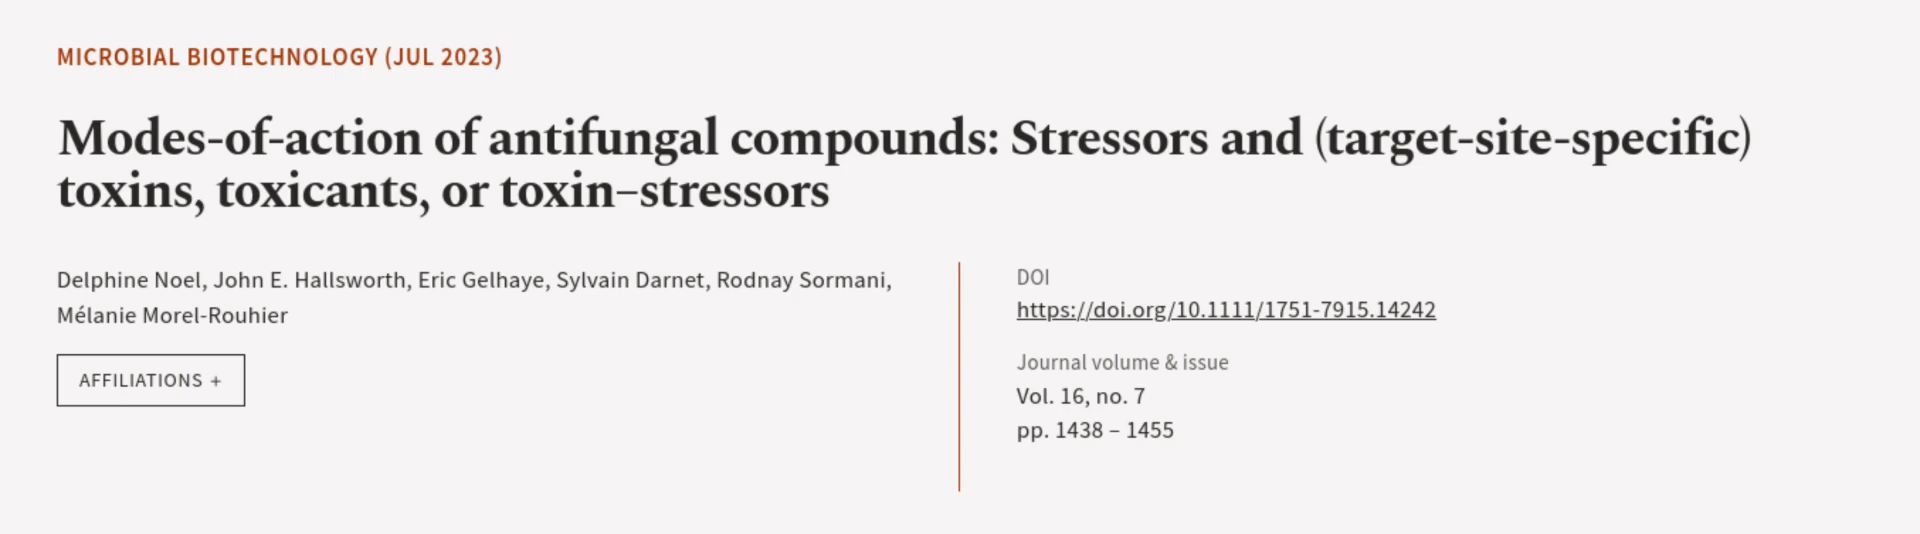 MICROBIAL BIOTECHNOLOGY (JUL 2023)
Modes-of-action of antifungal compounds: Stressors and (target-site-specific)
toxins, toxicants, or toxin–stressors
Delphine Noel, John E. Hallsworth, Eric Gelhaye, Sylvain Darnet, Rodnay Sormani,
Mélanie Morel-Rouhier
AFFILIATIONS +
DOI
https://doi.org/10.1111/1751-7915.14242
Journal volume & issue
Vol. 16, no. 7
pp. 1438 – 1455